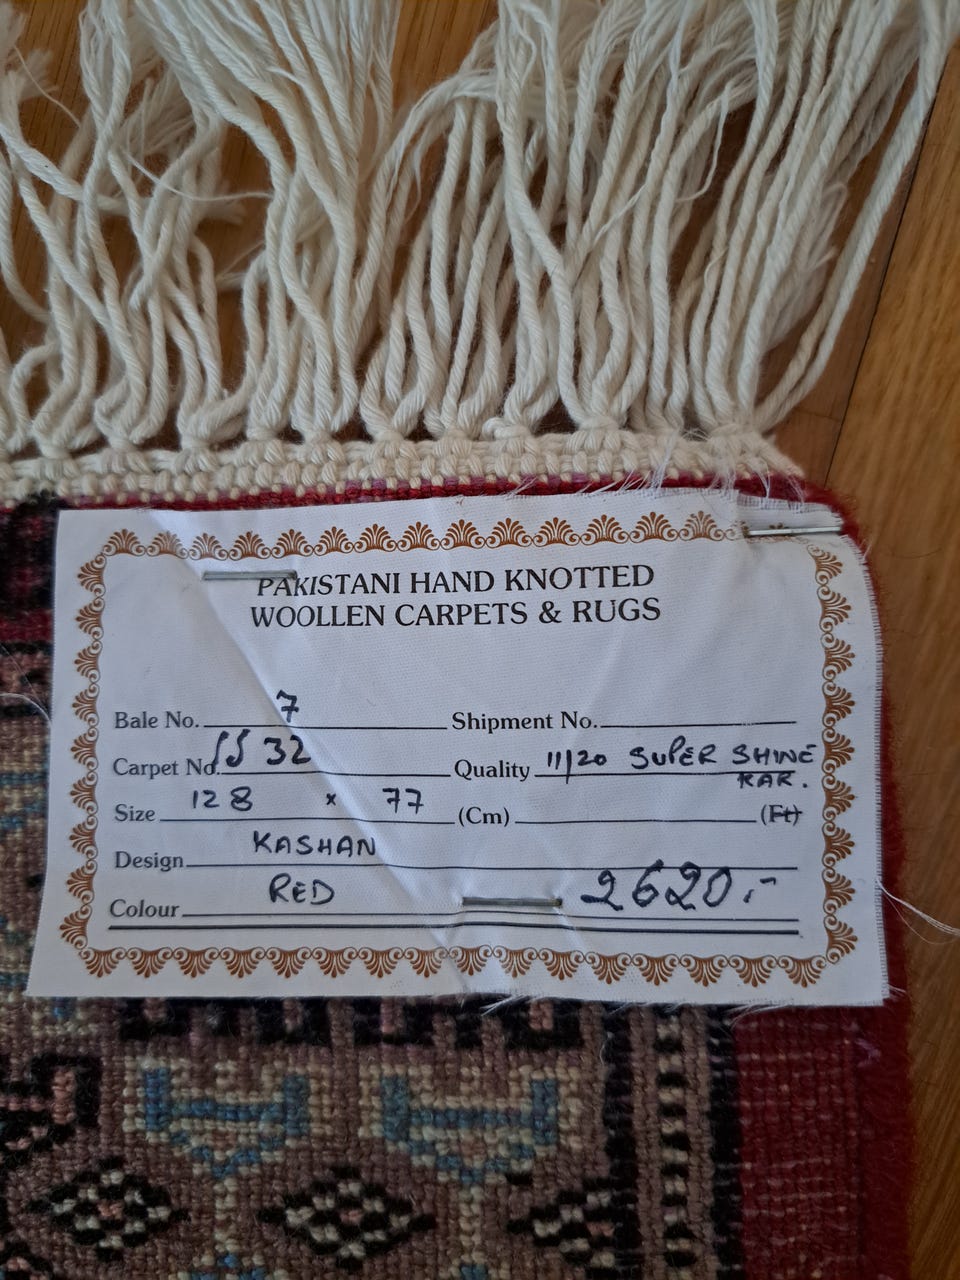 PAKISTANI HAND KNOTTED
WOOLLEN CARPETS & RUGS
Bale No. 7 Shipment No.
Carpet No. SS 32 Quality 11/20 SUPER SHINE
KAR.
Size 128 x 77 (Cm) (Ft)
Design KASHAN
Colour RED 2620.-